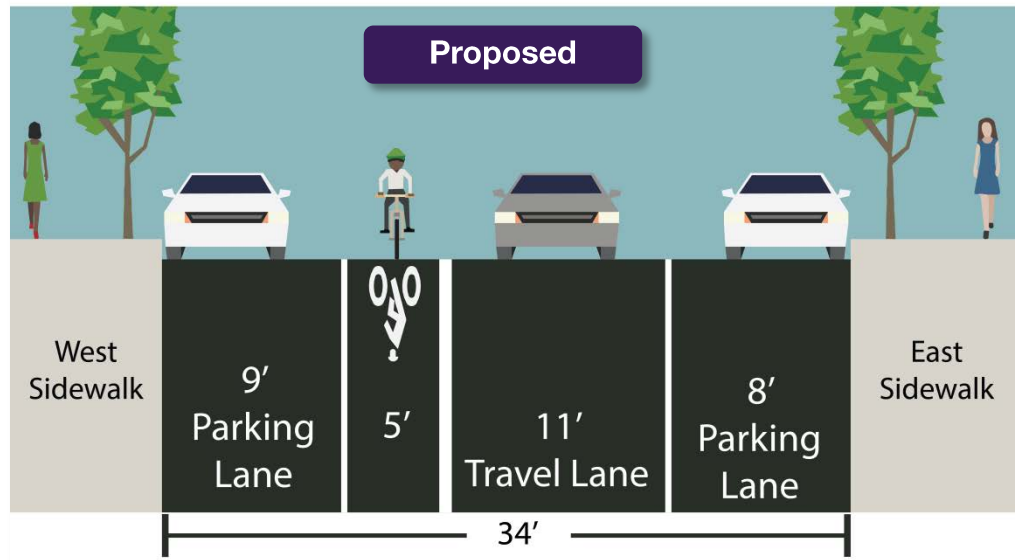 Proposed
West
Sidewalk
9’
Parking
Lane
5’
11’
Travel Lane
8’
Parking
Lane
East
Sidewalk
34’